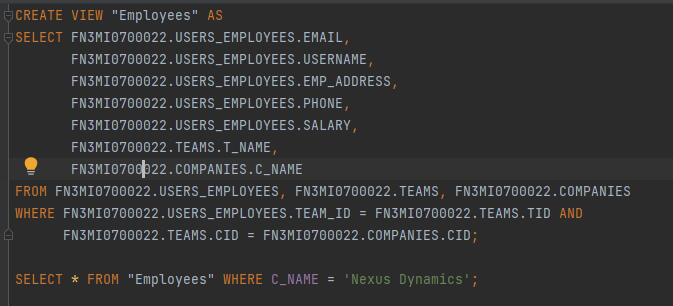 CREATE VIEW "Employees" AS
SELECT FN3MI0700022.USERS_EMPLOYEES.EMAIL,
FN3MI0700022.USERS_EMPLOYEES.USERNAME,
FN3MI0700022.USERS_EMPLOYEES.EMP_ADDRESS,
FN3MI0700022.USERS_EMPLOYEES.PHONE,
FN3MI0700022.USERS_EMPLOYEES.SALARY,
FN3MI0700022.TEAMS.T_NAME,
FN3MI0700022.COMPANIES.C_NAME
FROM FN3MI0700022.USERS_EMPLOYEES, FN3MI0700022.TEAMS, FN3MI0700022.COMPANIES
WHERE FN3MI0700022.USERS_EMPLOYEES.TEAM_ID = FN3MI0700022.TEAMS.TID AND
FN3MI0700022.TEAMS.CID = FN3MI0700022.COMPANIES.CID;
SELECT * FROM "Employees" WHERE C_NAME = 'Nexus Dynamics';